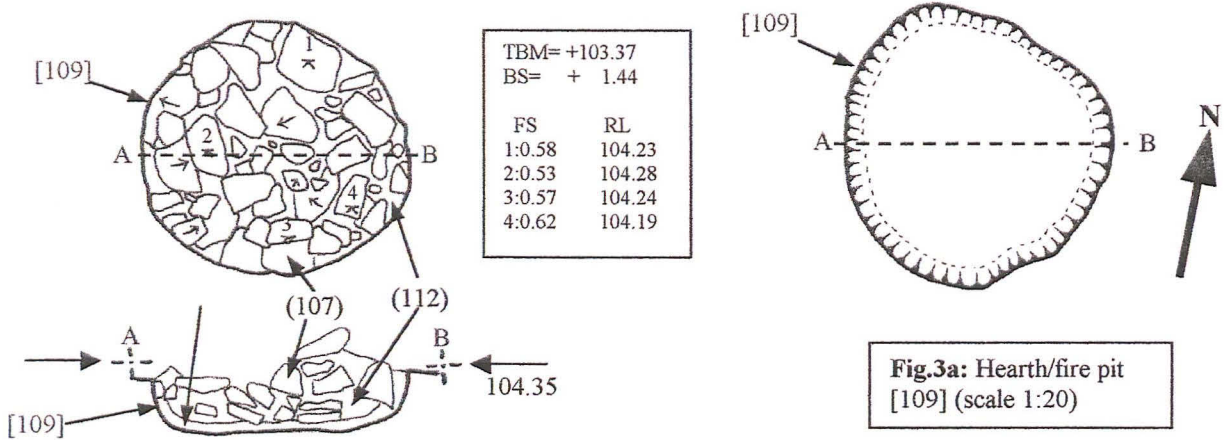 [109]
1
2
A
B
4
3
TBM= +103.37
BS= + 1.44
FS RL
1:0.58 104.23
2:0.53 104.28
3:0.57 104.24
4:0.62 104.19
[109]
A
B
N
(107)
(112)
A
B
104.35
[109]
Fig.3a: Hearth/fire pit
[109] (scale 1:20)